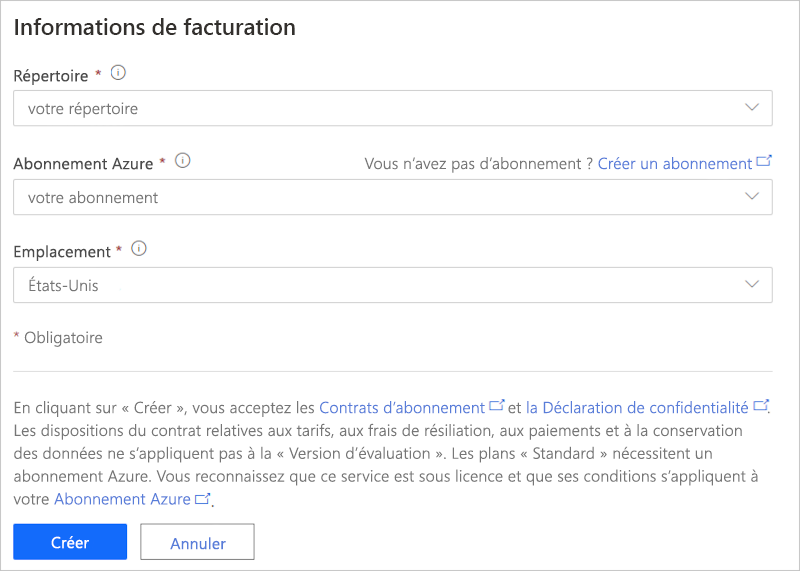 Informations de facturation
Répertoire *
votre répertoire
Abonnement Azure *
Vous n’avez pas d’abonnement ? Créer un abonnement
votre abonnement
Emplacement *
États-Unis
* Obligatoire
En cliquant sur « Créer », vous acceptez les Contrats d’abonnement et la Déclaration de confidentialité.
Les dispositions du contrat relatives aux tarifs, aux frais de résiliation, aux paiements et à la conservation
des données ne s’appliquent pas à la « Version d’évaluation ». Les plans « Standard » nécessitent un
abonnement Azure. Vous reconnaissez que ce service est sous licence et que ses conditions s’appliquent à
votre Abonnement Azure.
Créer
Annuler